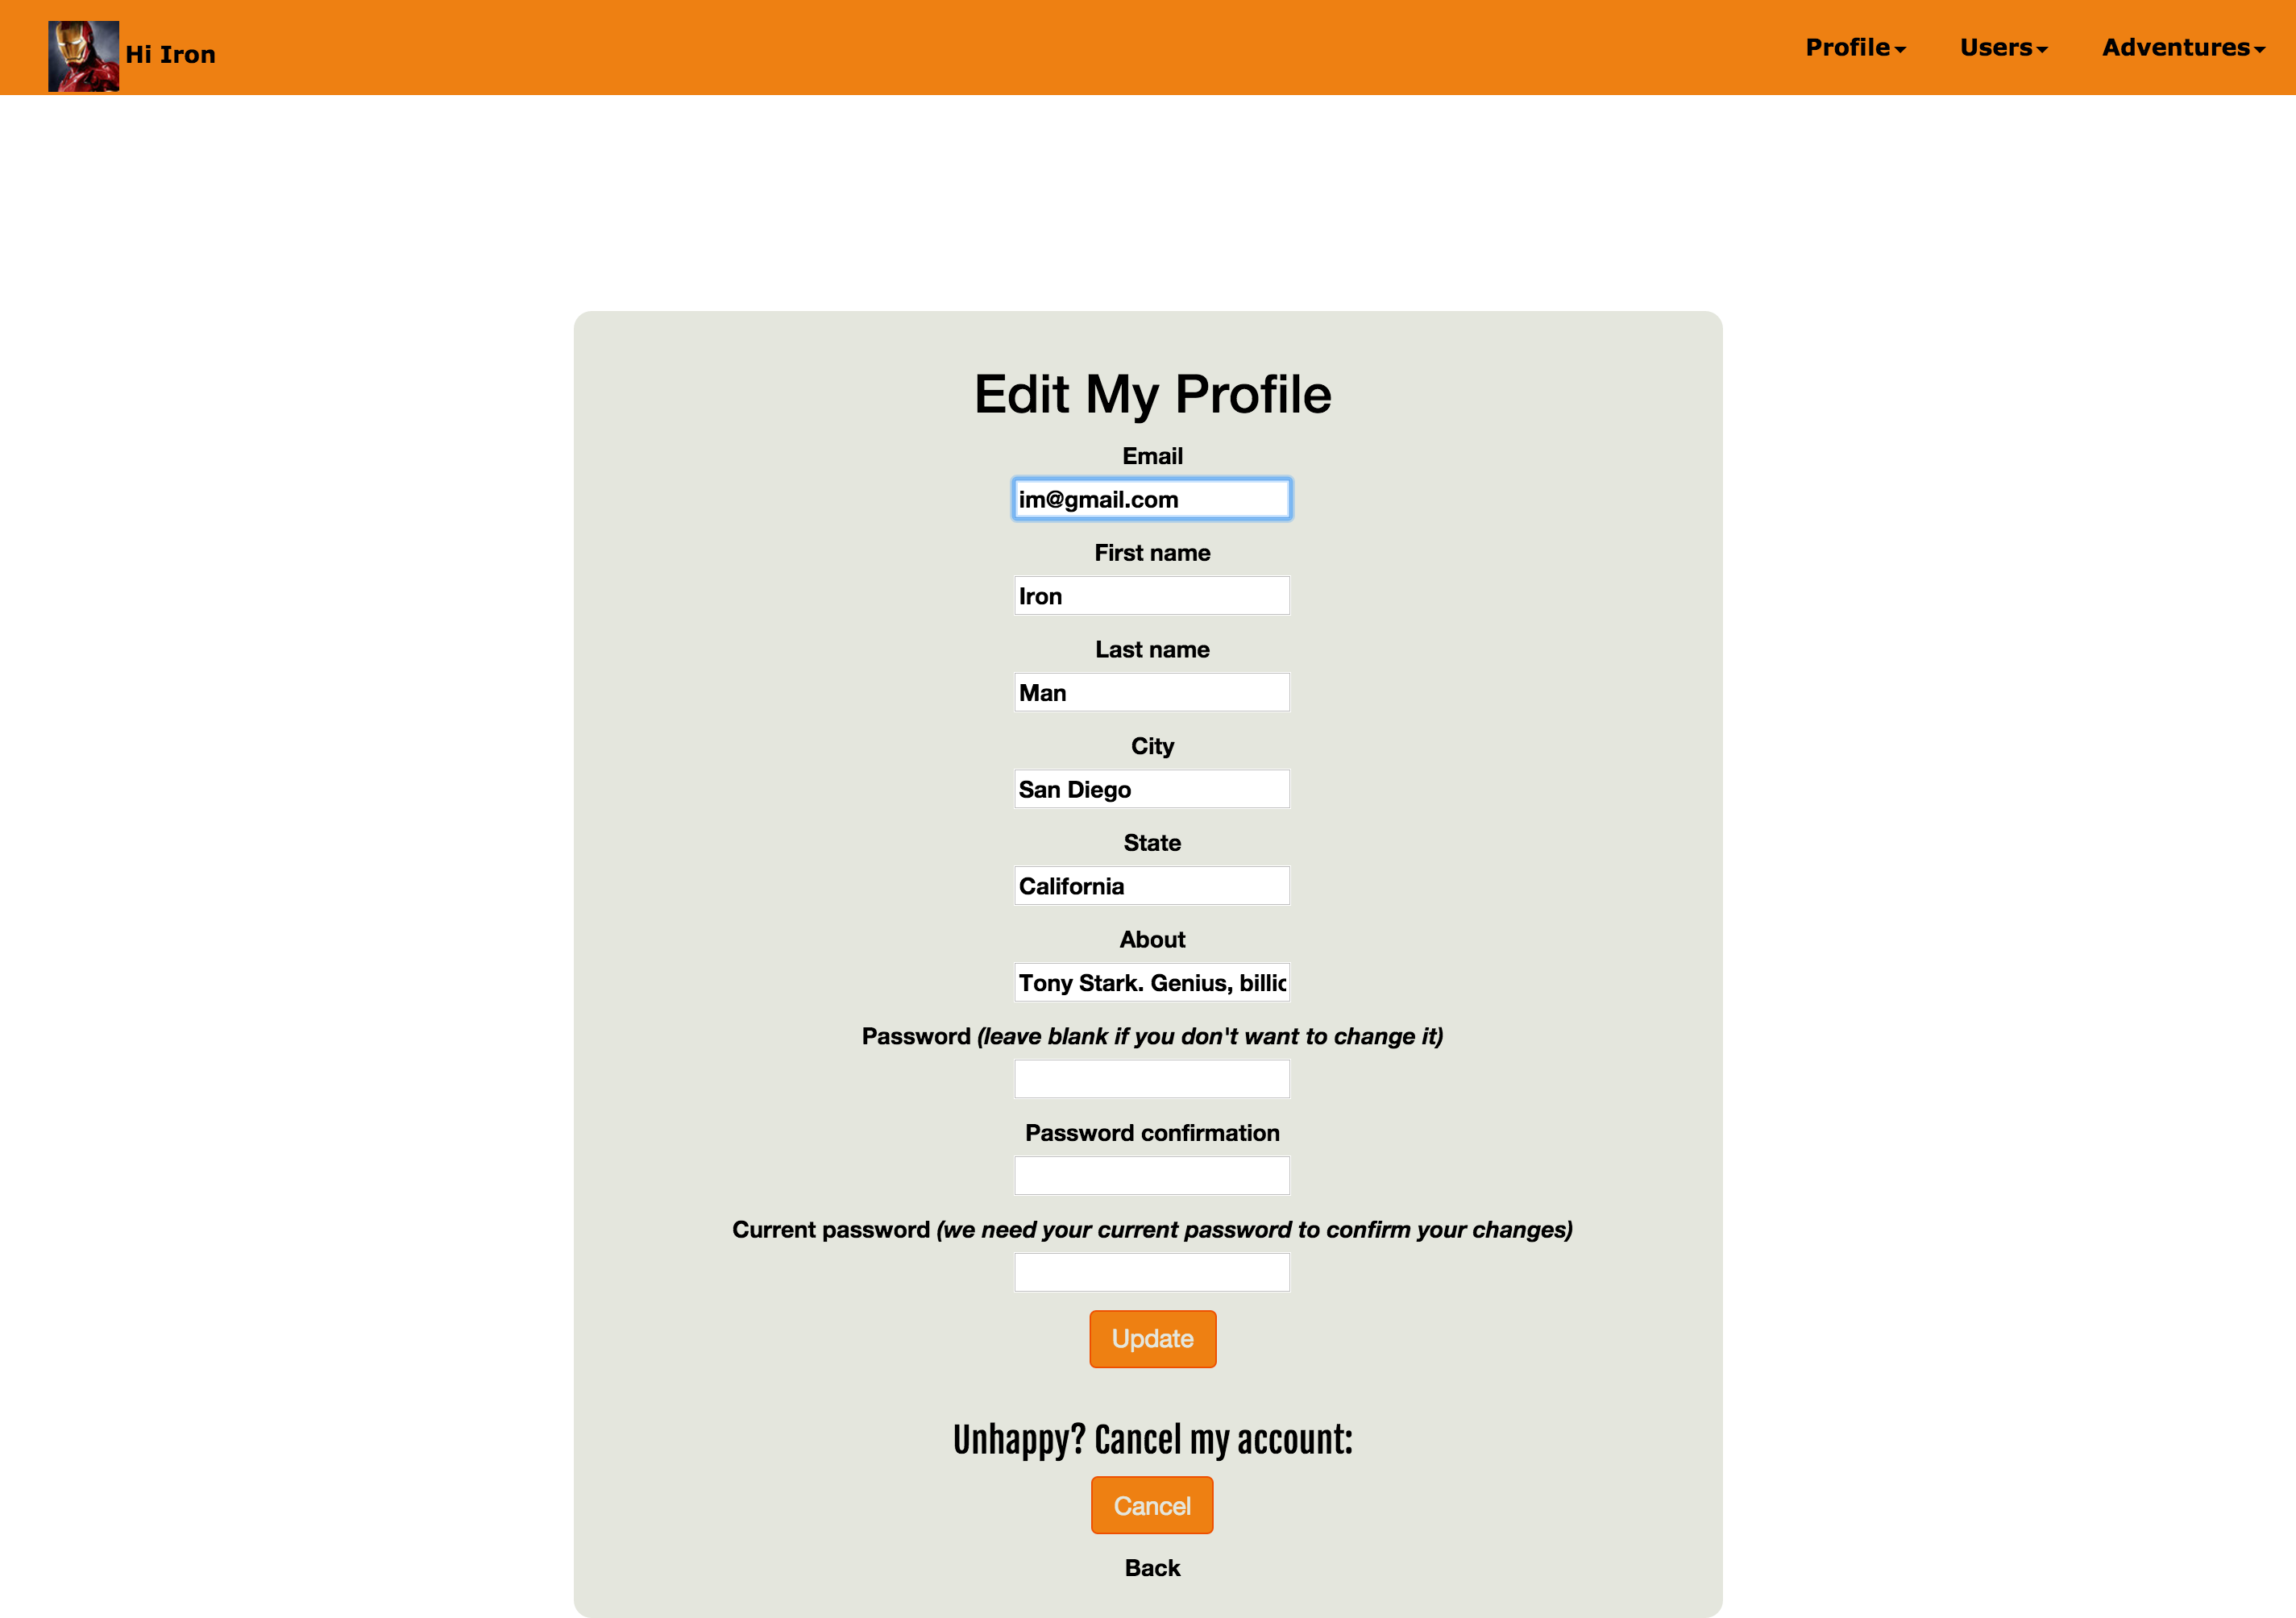 Hi Iron
Profile Users Adventures
Edit My Profile
Email
im@gmail.com
First name
Iron
Last name
Man
City
San Diego
State
California
About
Tony Stark. Genius,
Password (leave blank if you don't want to change it)
Password confirmation
Current password (we need your current password to confirm your changes)
Update
Unhappy? Cancel my account:
Cancel
Back